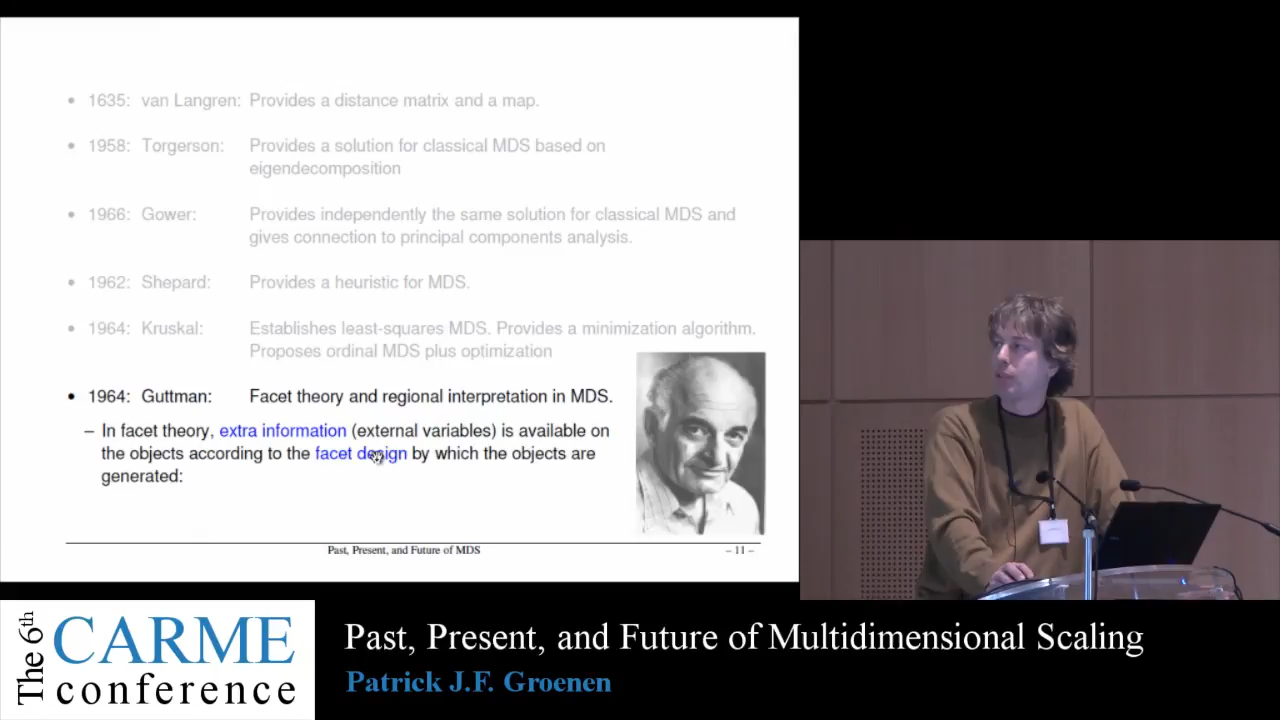 • 1635: van Langren: Provides a distance matrix and a map.
• 1958: Torgerson: Provides a solution for classical MDS based on
eigendecomposition
• 1966: Gower: Provides independently the same solution for classical MDS and
gives connection to principal components analysis.
• 1962: Shepard: Provides a heuristic for MDS.
• 1964: Kruskal: Establishes least-squares MDS. Provides a minimization algorithm.
Proposes ordinal MDS plus optimization
• 1964: Guttman: Facet theory and regional interpretation in MDS.
– In facet theory, extra information (external variables) is available on
the objects according to the facet design by which the objects are
generated:
Past, Present, and Future of MDS
– 11 –
The 6th
CARME
conference
Past, Present, and Future of Multidimensional Scaling
Patrick J.F. Groenen